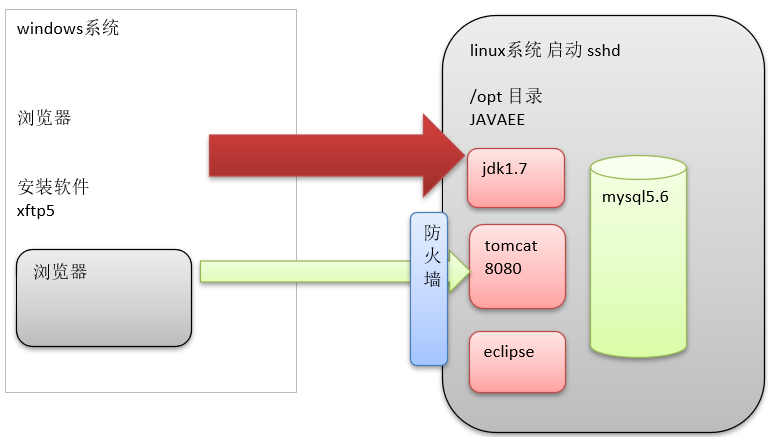 windows系统
浏览器
安装软件
xftp5
浏览器
防
火
墙
linux系统 启动 sshd
/opt 目录
JAVAEE
jdk1.7
tomcat
8080
eclipse
mysql5.6